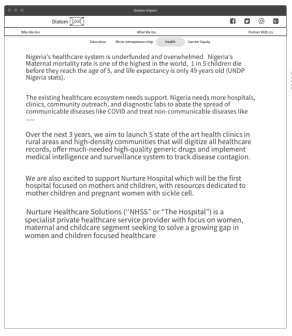 Diatom Impact
Diatom Logo
Who We Are What We Do Partner With Us
Education Micro entrepreneurship Health Gender Equity
Nigeria's healthcare system is underfunded and overwhelmed. Nigeria's
Maternal mortality rate is one of the highest in the world, 1 in 5 children die
before they reach the age of 5, and life expectancy is only 49 years old (UNDP
Nigeria stats).
The existing healthcare ecosystem needs support. Nigeria needs more hospitals,
clinics, community outreach, and diagnostic labs to abate the spread of
communicable diseases like COVID and treat non-communicable diseases like
.....
Over the next 3 years, we aim to launch 5 state of the art health clinics in
rural areas and high-density communities that will digitize all healthcare
records, offer much-needed high-quality generic drugs and implement
medical intelligence and surveillance system to track disease contagion.
We are also excited to support Nurture Hospital which will be the first
hospital focused on mothers and children, with resources dedicated to
mother children and pregnant women with sickle cell.
Nurture Healthcare Solutions ("NHSS" or "The Hospital") is a
specialist private healthcare service provider with focus on women,
maternal and childcare segment seeking to solve a growing gap in
women and children focused healthcare